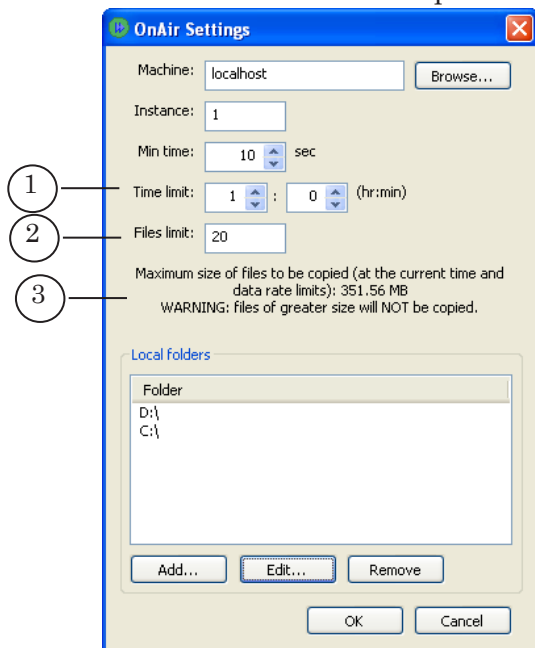 OnAir Settings
Machine: localhost Browse...
Instance: 1
Min time: 10 sec
1 Time limit: 1 : 0 (hr:min)
2 Files limit: 20
Maximum size of files to be copied (at the current time and
3 data rate limits): 351.56 MB
WARNING: files of greater size will NOT be copied.
Local folders
Folder
D:\
C:\
Add... Edit... Remove
OK Cancel